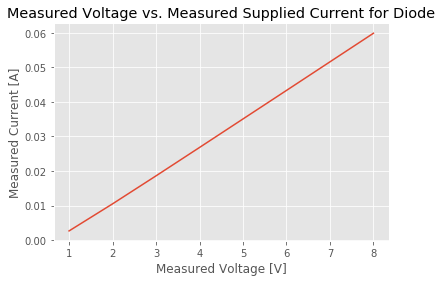 Measured Voltage vs. Measured Supplied Current for Diode
0.06
0.05
0.04
0.03
0.02
0.01
0.00
Measured Current [A]
1 2 3 4 5 6 7 8
Measured Voltage [V]